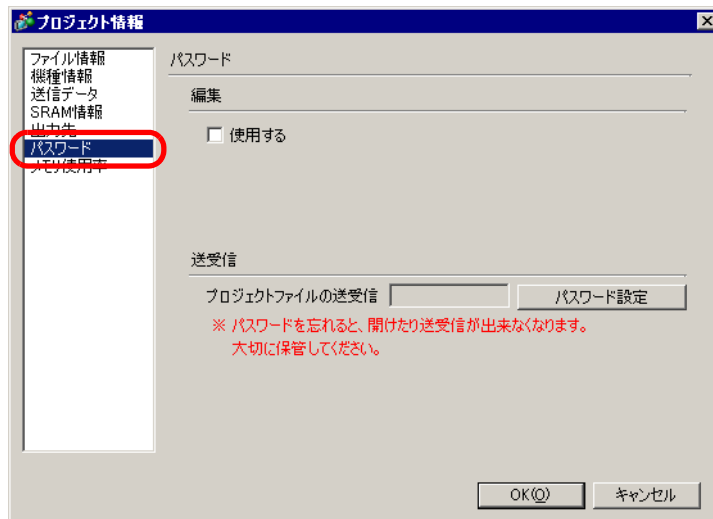 プロジェクト情報
ファイル情報
機種情報
送信データ
SRAM情報
出力先
パスワード
メモリ使用率
パスワード
編集
使用する
送受信
プロジェクトファイルの送受信
パスワード設定
※ パスワードを忘れると、開けたり送受信が出来なくなります。
大切に保管してください。
OK(O)
キャンセル